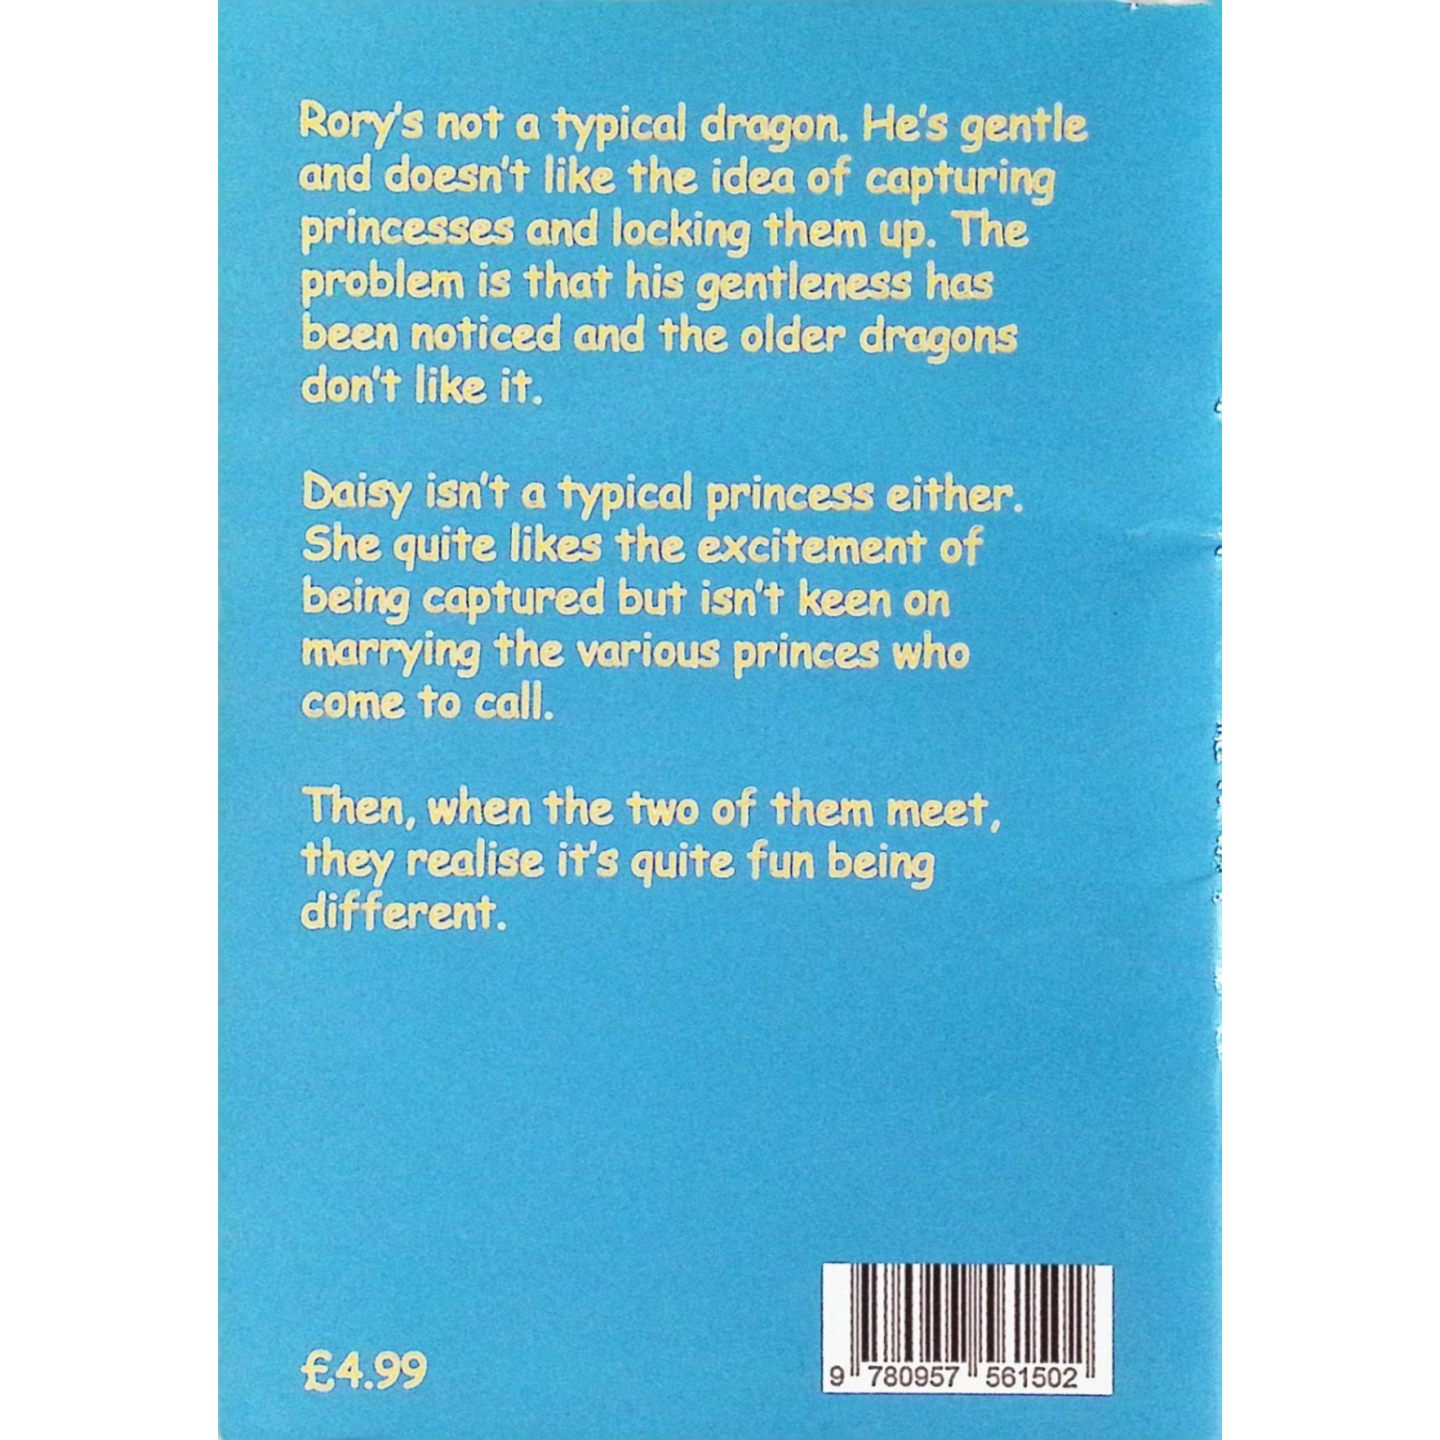 Rory's not a typical dragon. He's gentle
and doesn't like the idea of capturing
princesses and locking them up. The
problem is that his gentleness has
been noticed and the older dragons
don't like it.
Daisy isn't a typical princess either.
She quite likes the excitement of
being captured but isn't keen on
marrying the various princes who
come to call.
Then, when the two of them meet,
they realise it's quite fun being
different.
£4.99
9 780957 561502